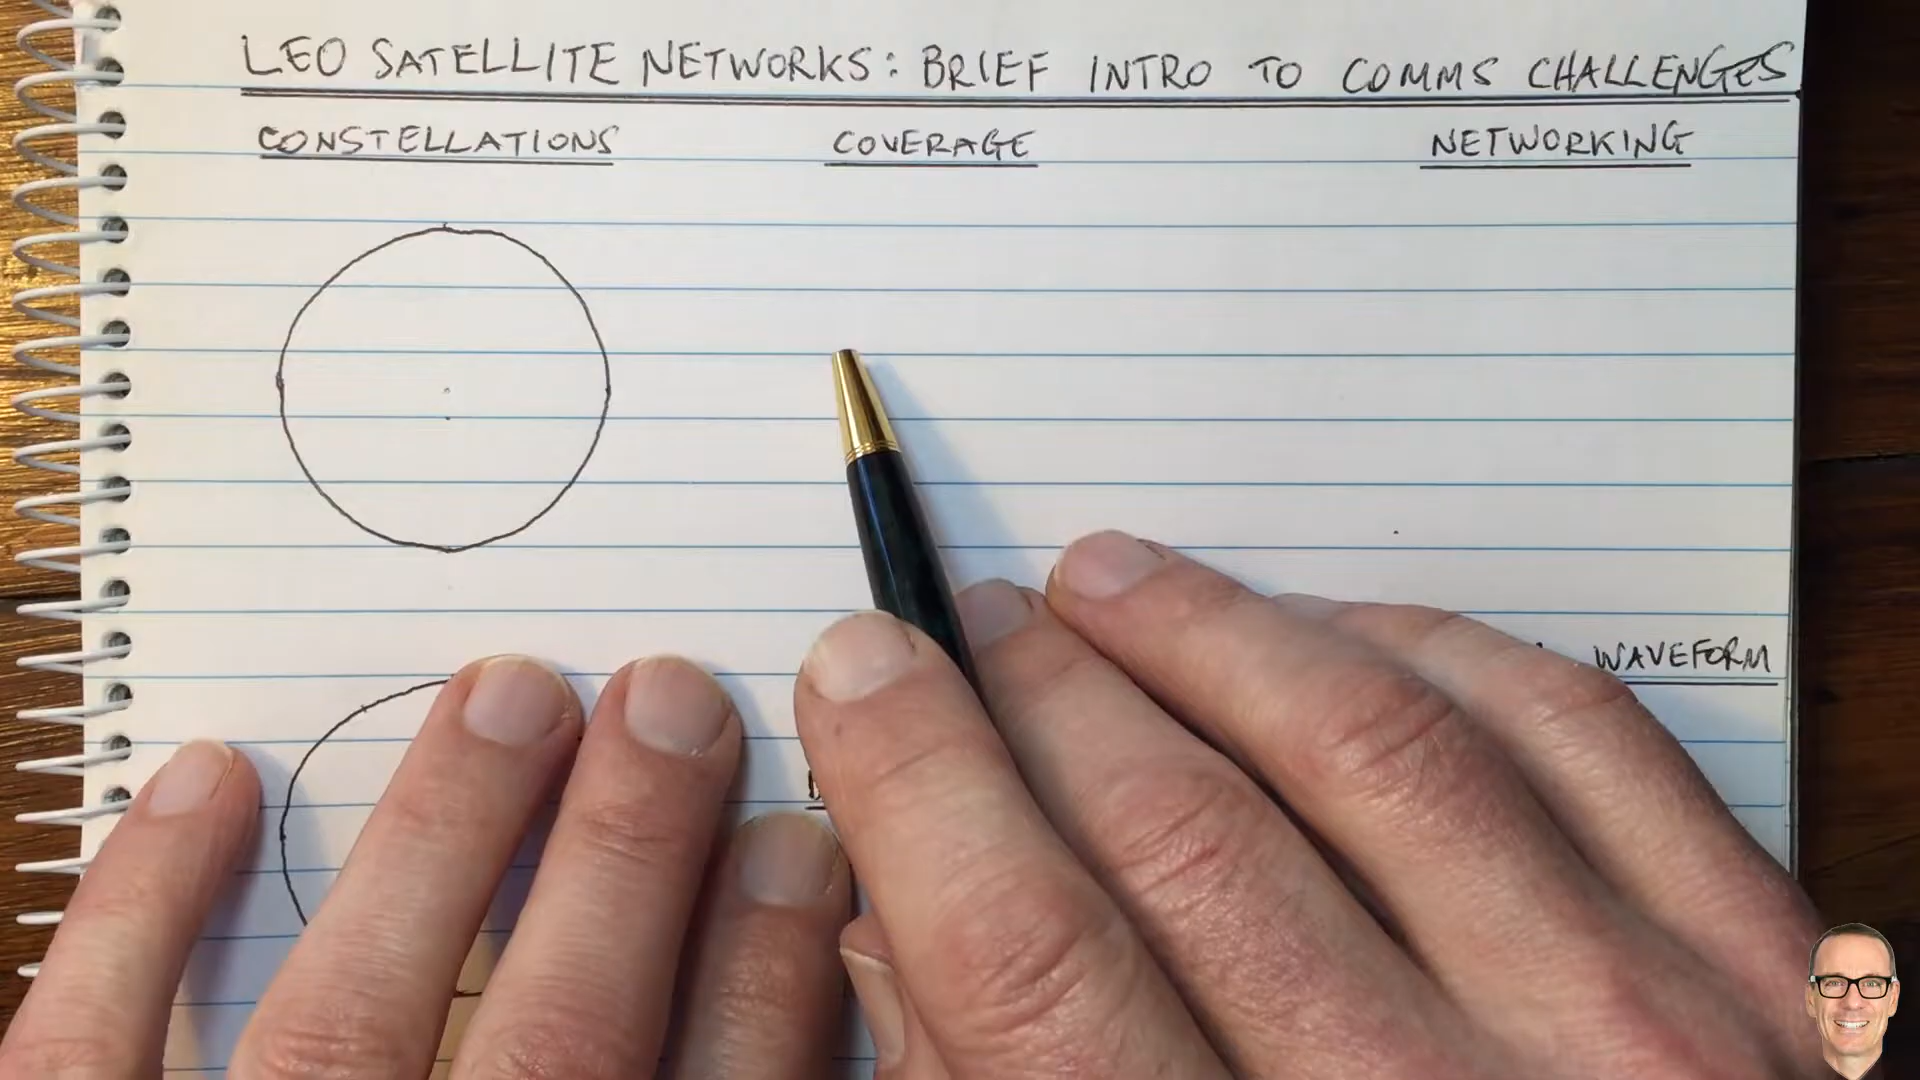 LEO SATELLITE NETWORKS: BRIEF INTRO TO COMMS CHALLENGES
CONSTELLATIONS COVERAGE NETWORKING
WAVEFORM